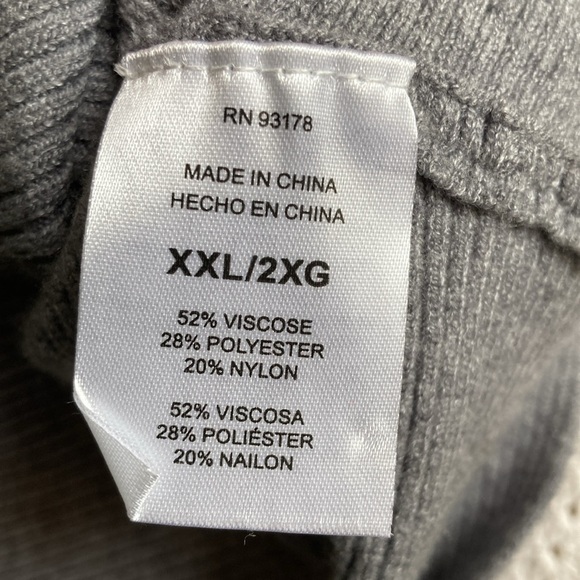 RN 93178
MADE IN CHINA
HECHO EN CHINA
XXL/2XG
52% VISCOSE
28% POLYESTER
20% NYLON
52% VISCOSA
28% POLIÉSTER
20% NAILON